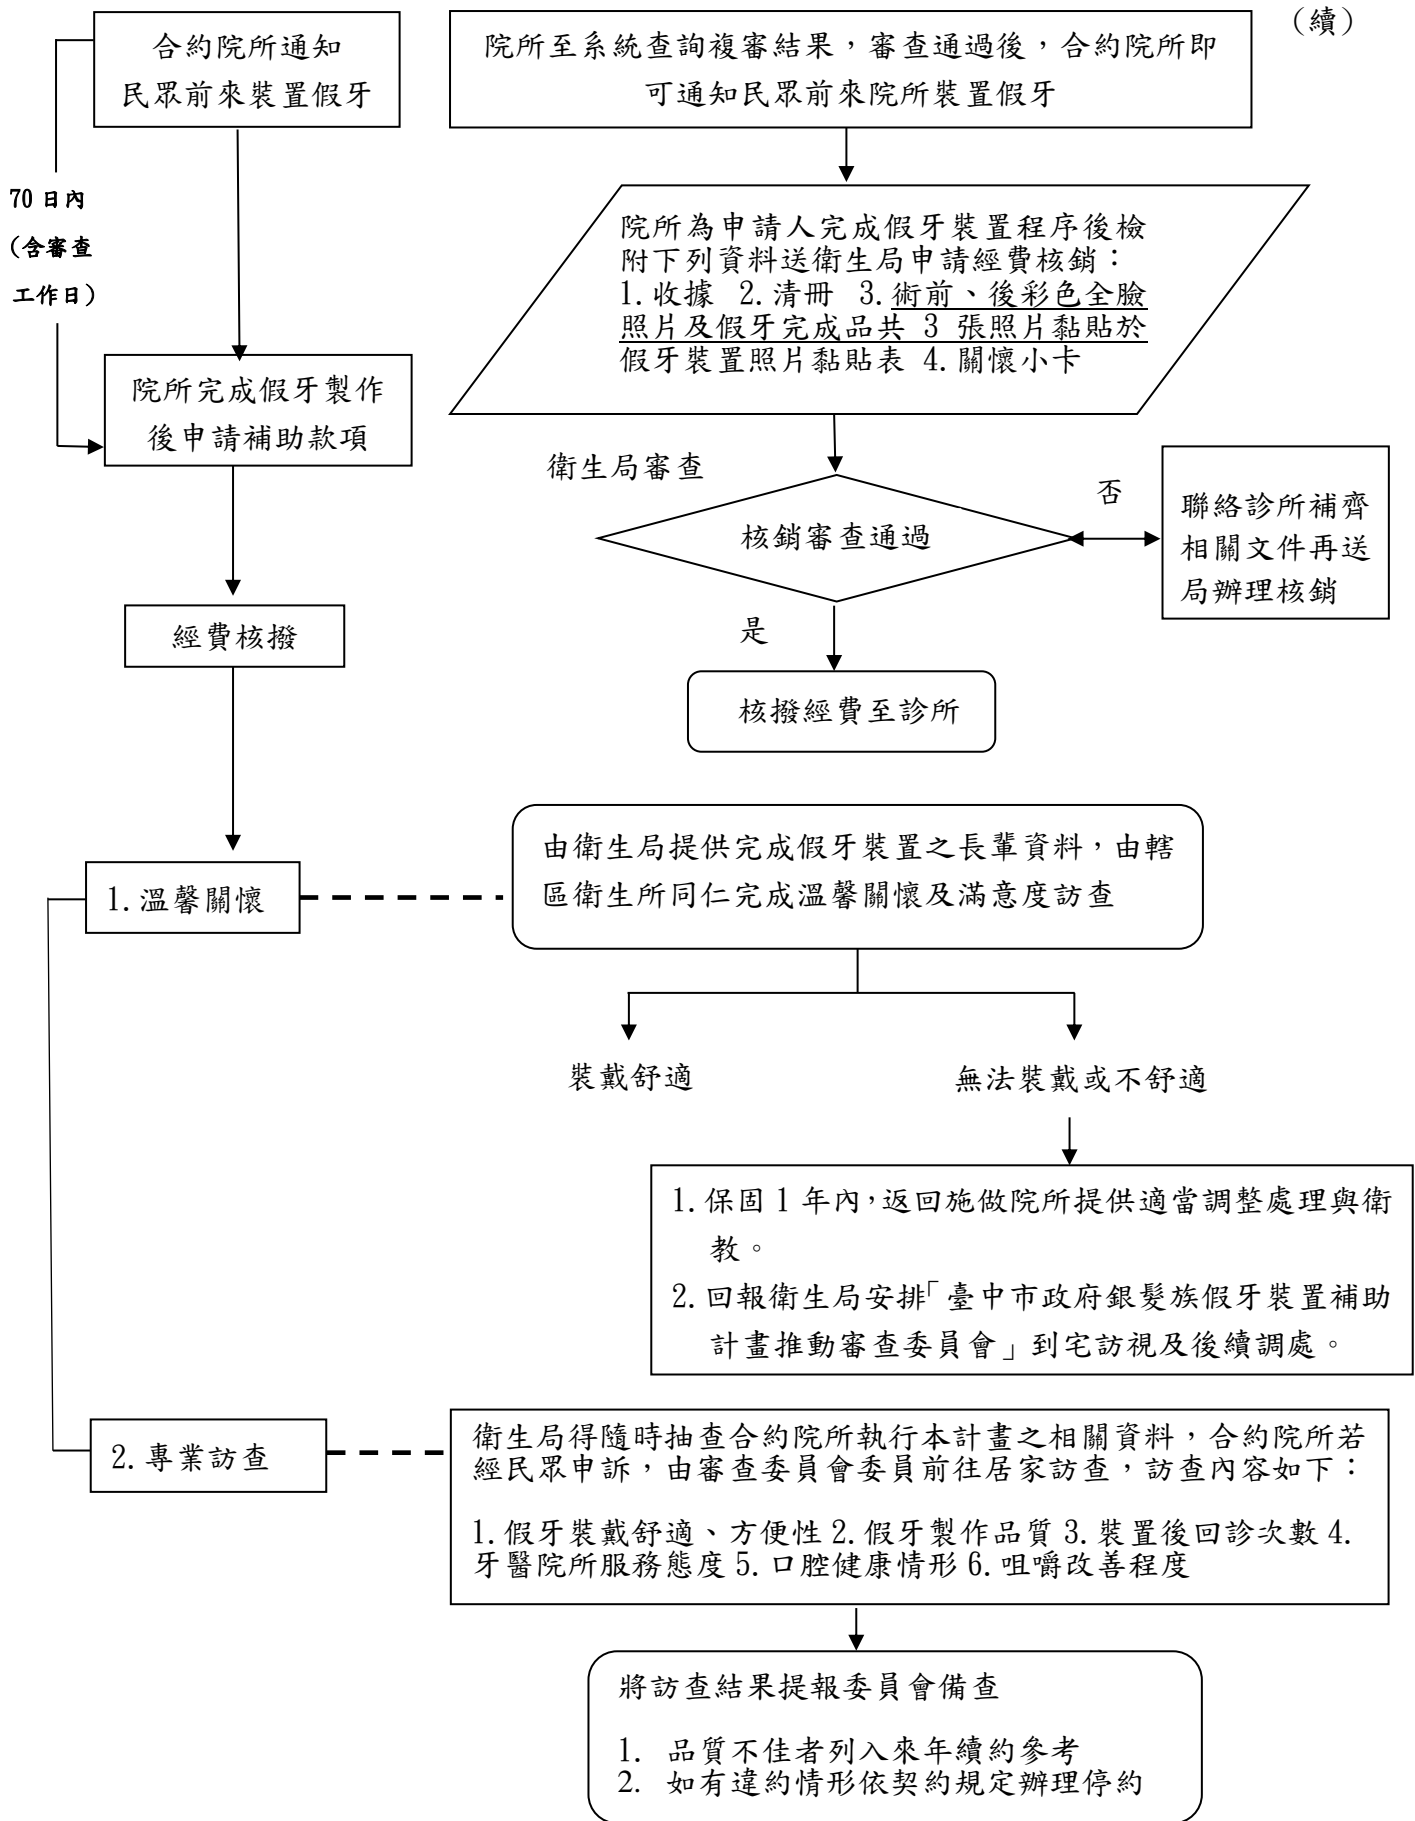 (續)
合約院所通知
民眾前來裝置假牙
院所至系統查詢複審結果，審查通過後，合約院所即
可通知民眾前來院所裝置假牙
70 日內
(含審查
工作日)
院所為申請人完成假牙裝置程序後檢
附下列資料送衛生局申請經費核銷：
1.收據 2.清冊 3.術前、後彩色全臉
照片及假牙完成品共 3 張照片黏貼於
假牙裝置照片黏貼表 4.關懷小卡
院所完成假牙製作
後申請補助款項
衛生局審查
核銷審查通過
否
聯絡診所補齊
相關文件再送
局辦理核銷
是
經費核撥
核撥經費至診所
1.溫馨關懷
由衛生局提供完成假牙裝置之長輩資料，由轄
區衛生所同仁完成溫馨關懷及滿意度訪查
裝戴舒適
無法裝戴或不舒適
1.保固 1 年內，返回施做院所提供適當調整處理與衛
教。
2.回報衛生局安排「臺中市政府銀髮族假牙裝置補助
計畫推動審查委員會」到宅訪視及後續調處。
2.專業訪查
衛生局得隨時抽查合約院所執行本計畫之相關資料，合約院所若
經民眾申訴，由審查委員會委員前往居家訪查，訪查內容如下：
1.假牙裝戴舒適、方便性 2.假牙製作品質 3.裝置後回診次數 4.
牙醫院所服務態度 5.口腔健康情形 6.咀嚼改善程度
將訪查結果提報委員會備查
1. 品質不佳者列入來年續約參考
2. 如有違約情形依契約規定辦理停約